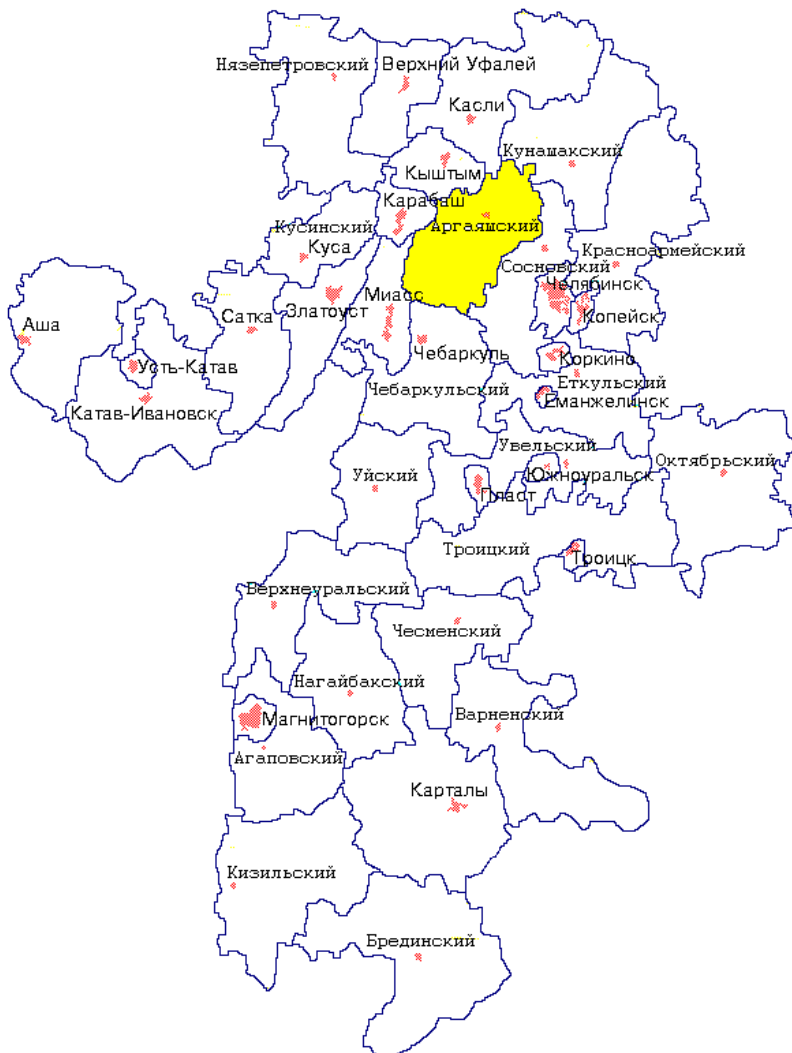 Нязепетровский
Верхний Уфалей
Касли
Кунашакский
Кыштым
Карабаш
Аргаяшский
Кусинский
Куса
Красноармейский
Сосновский
Челябинск
Миасс
Златоуст
Сатка
Копейск
Аша
Чебаркуль
Коркино
Усть-Катав
Чебаркульский
Еткульский
Еманжелинск
Катав-Ивановск
Увельский
Октябрьский
Уйский
Южноуральск
Пласт
Троицкий
Троицк
Верхнеуральский
Чесменский
Нагайбакский
Магнитогорск
Варненский
Агаповский
Карталы
Кизильский
Брединский